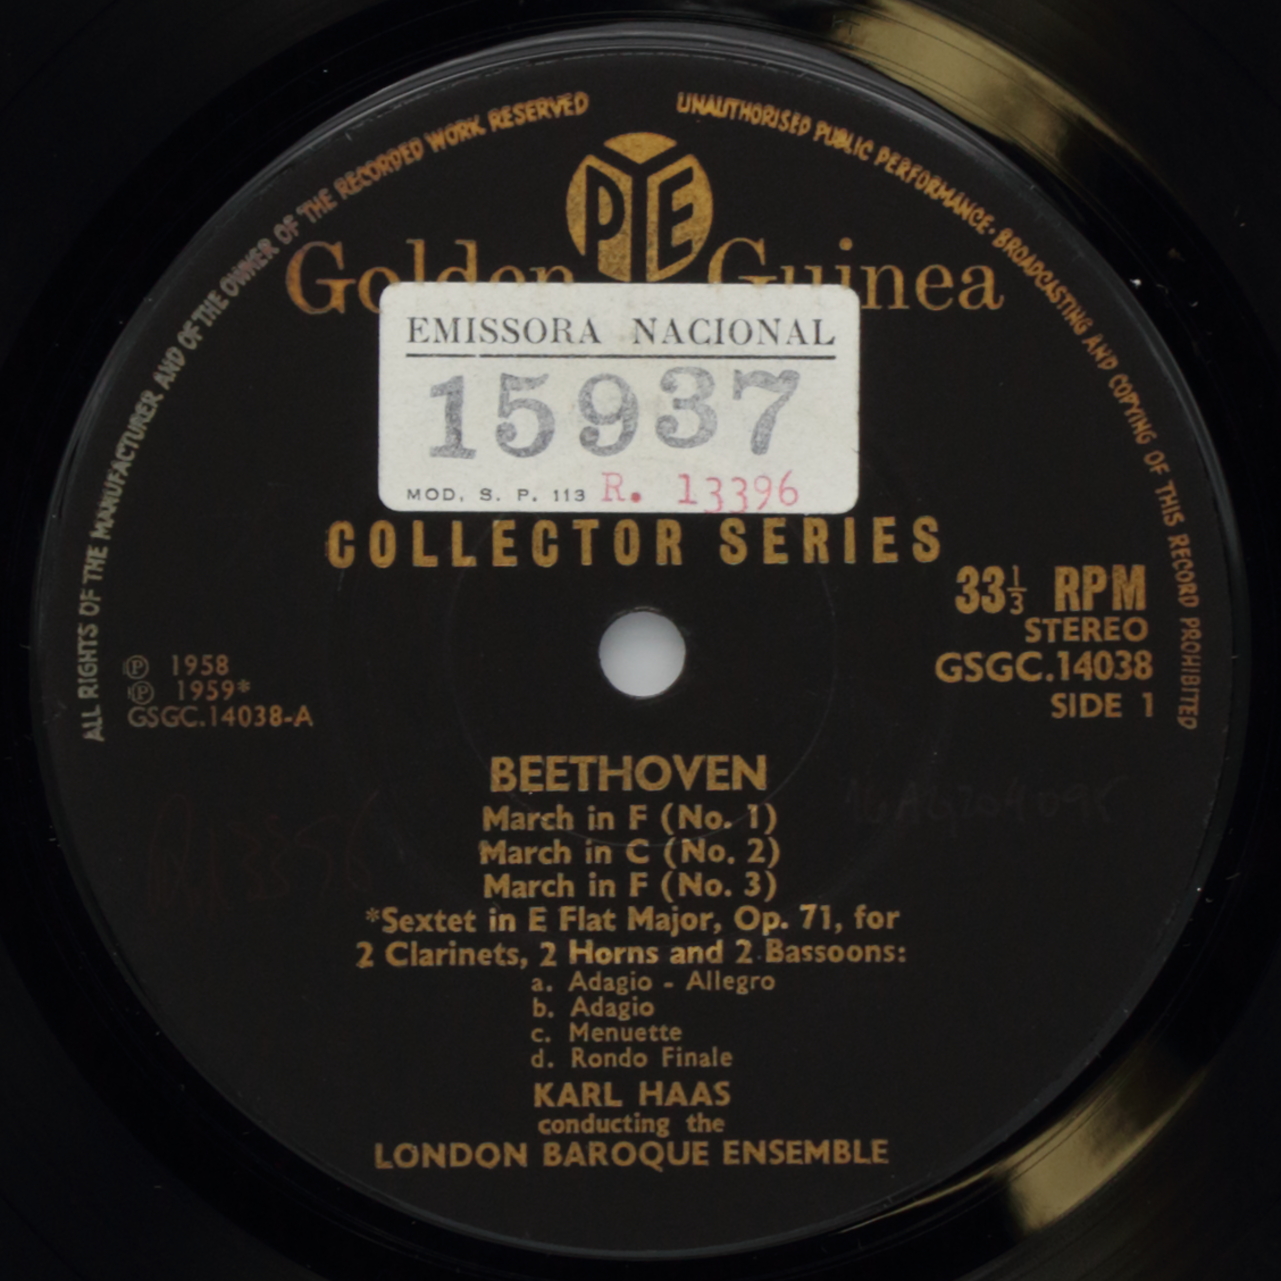 ALL RIGHTS OF THE MANUFACTURER AND OF THE OWNER OF THE RECORDED WORK RESERVED
UNAUTHORISED PUBLIC PERFORMANCE· BROADCASTING AND COPYING OF THIS RECORD PROHIBITED
PYE
Golden Guinea
EMISSORA NACIONAL
15937
MOD. S. P. 113 R. 13396
COLLECTOR SERIES
33⅓ RPM
STEREO
GSGC.14038
SIDE 1
℗ 1958
℗ 1959*
GSGC.14038-A
BEETHOVEN
March in F (No. 1)
March in C (No. 2)
March in F (No. 3)
*Sextet in E Flat Major, Op. 71, for
2 Clarinets, 2 Horns and 2 Bassoons:
a. Adagio - Allegro
b. Adagio
c. Menuette
d. Rondo Finale
KARL HAAS
conducting the
LONDON BAROQUE ENSEMBLE